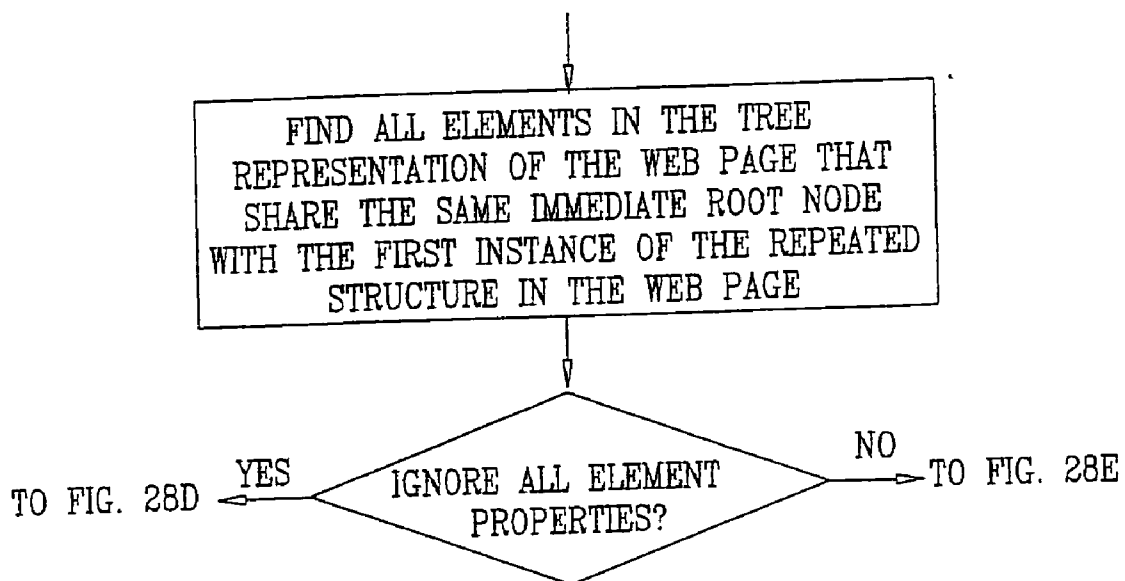 FIND ALL ELEMENTS IN THE TREE
REPRESENTATION OF THE WEB PAGE THAT
SHARE THE SAME IMMEDIATE ROOT NODE
WITH THE FIRST INSTANCE OF THE REPEATED
STRUCTURE IN THE WEB PAGE
YES
NO
TO FIG. 28D
IGNORE ALL ELEMENT
PROPERTIES?
TO FIG. 28E